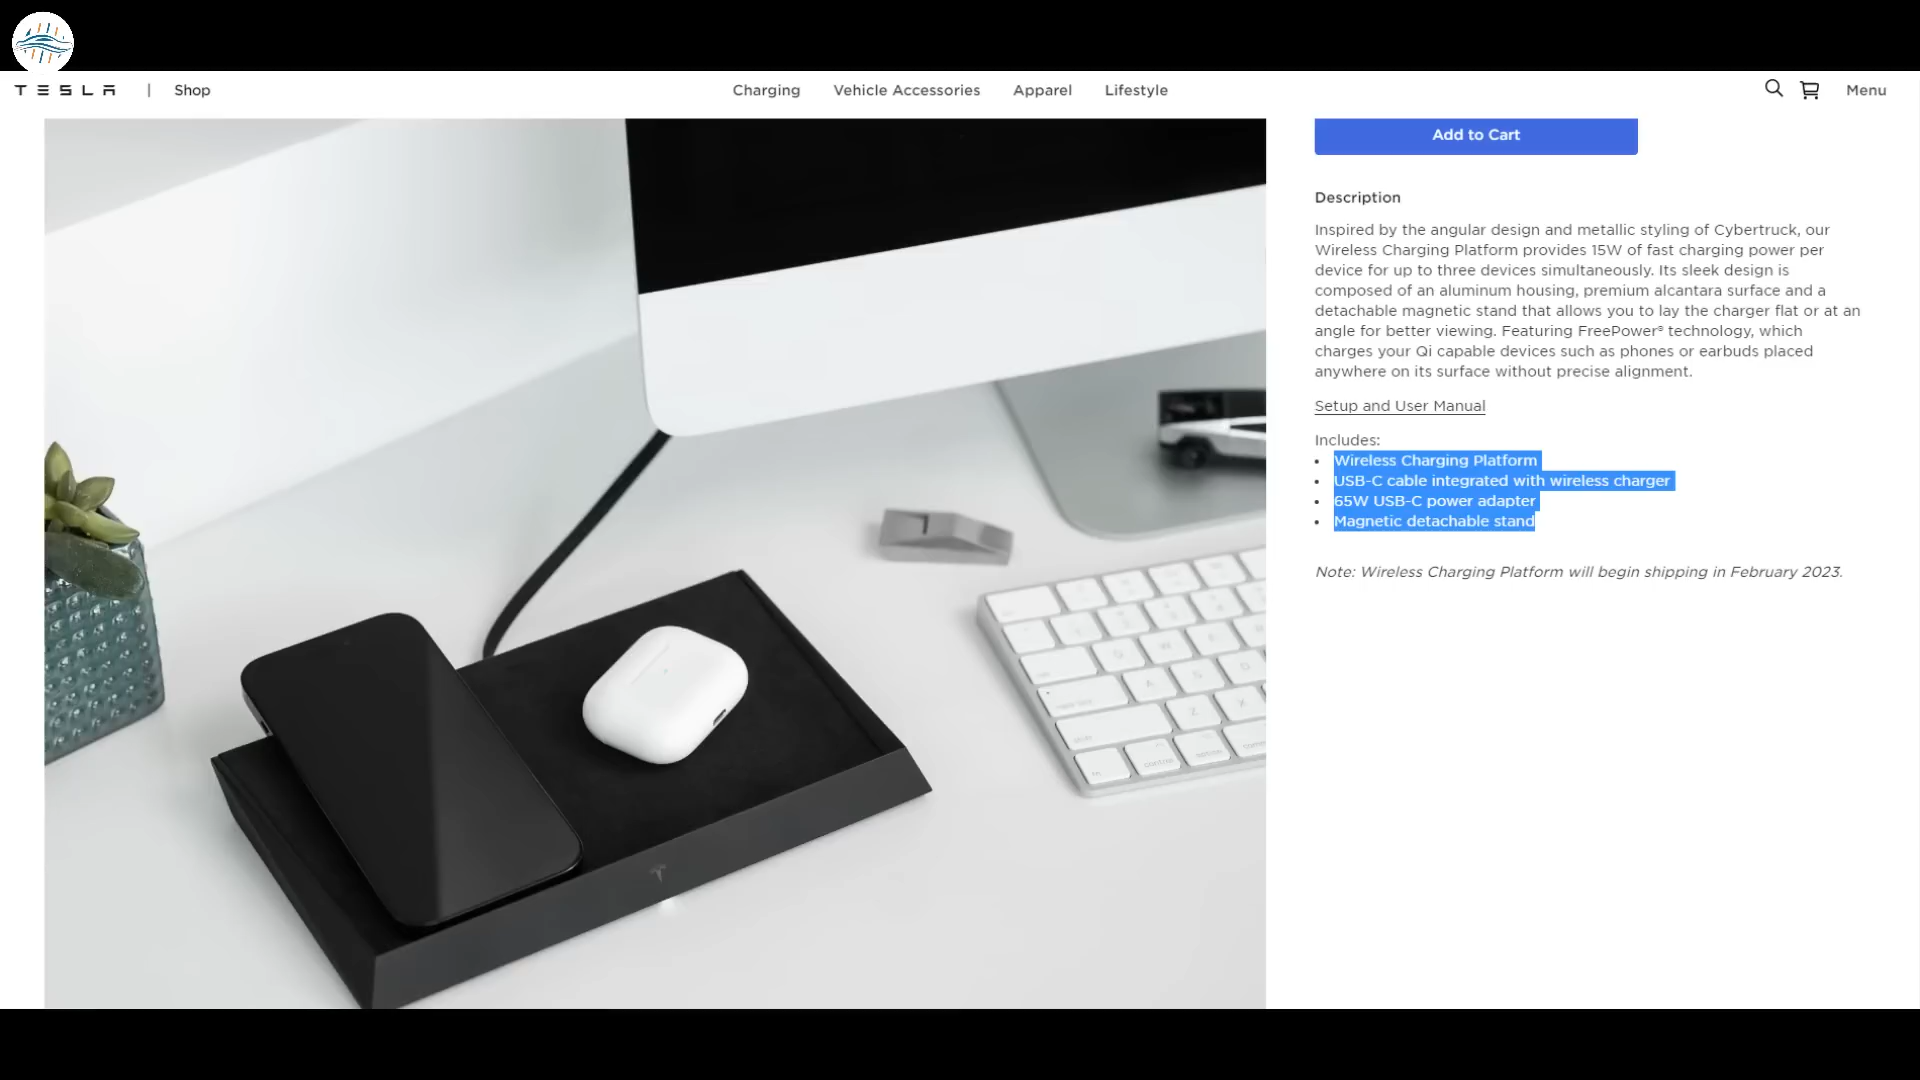 TESLA | Shop
Charging
Vehicle Accessories
Apparel
Lifestyle
Menu
Add to Cart
Description
Inspired by the angular design and metallic styling of Cybertruck, our
Wireless Charging Platform provides 15W of fast charging power per
device for up to three devices simultaneously. Its sleek design is
composed of an aluminum housing, premium alcantara surface and a
detachable magnetic stand that allows you to lay the charger flat or at an
angle for better viewing. Featuring FreePower® technology, which
charges your Qi capable devices such as phones or earbuds placed
anywhere on its surface without precise alignment.
Setup and User Manual
Includes:
• Wireless Charging Platform
• USB-C cable integrated with wireless charger
• 65W USB-C power adapter
• Magnetic detachable stand
Note: Wireless Charging Platform will begin shipping in February 2023.